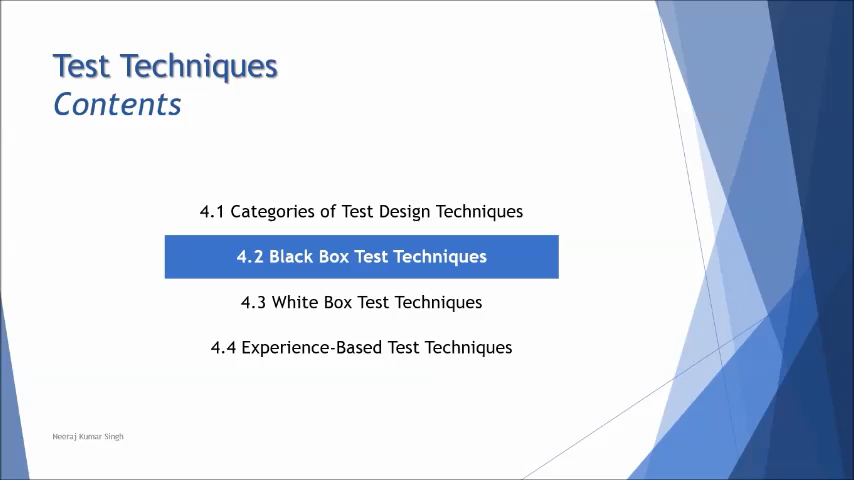 Test Techniques
Contents
4.1 Categories of Test Design Techniques
4.2 Black Box Test Techniques
4.3 White Box Test Techniques
4.4 Experience-Based Test Techniques
Neeraj Kumar Singh